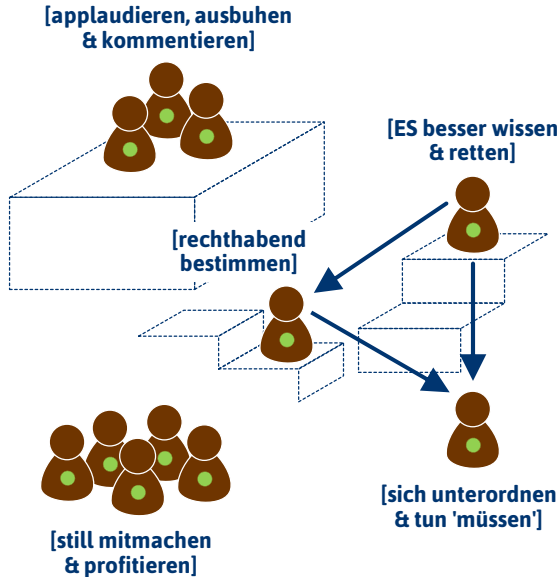 [applaudieren, ausbuhen
& kommentieren]
[ES besser wissen
& retten]
[rechthabend
bestimmen]
[sich unterordnen
& tun 'müssen']
[still mitmachen
& profitieren]